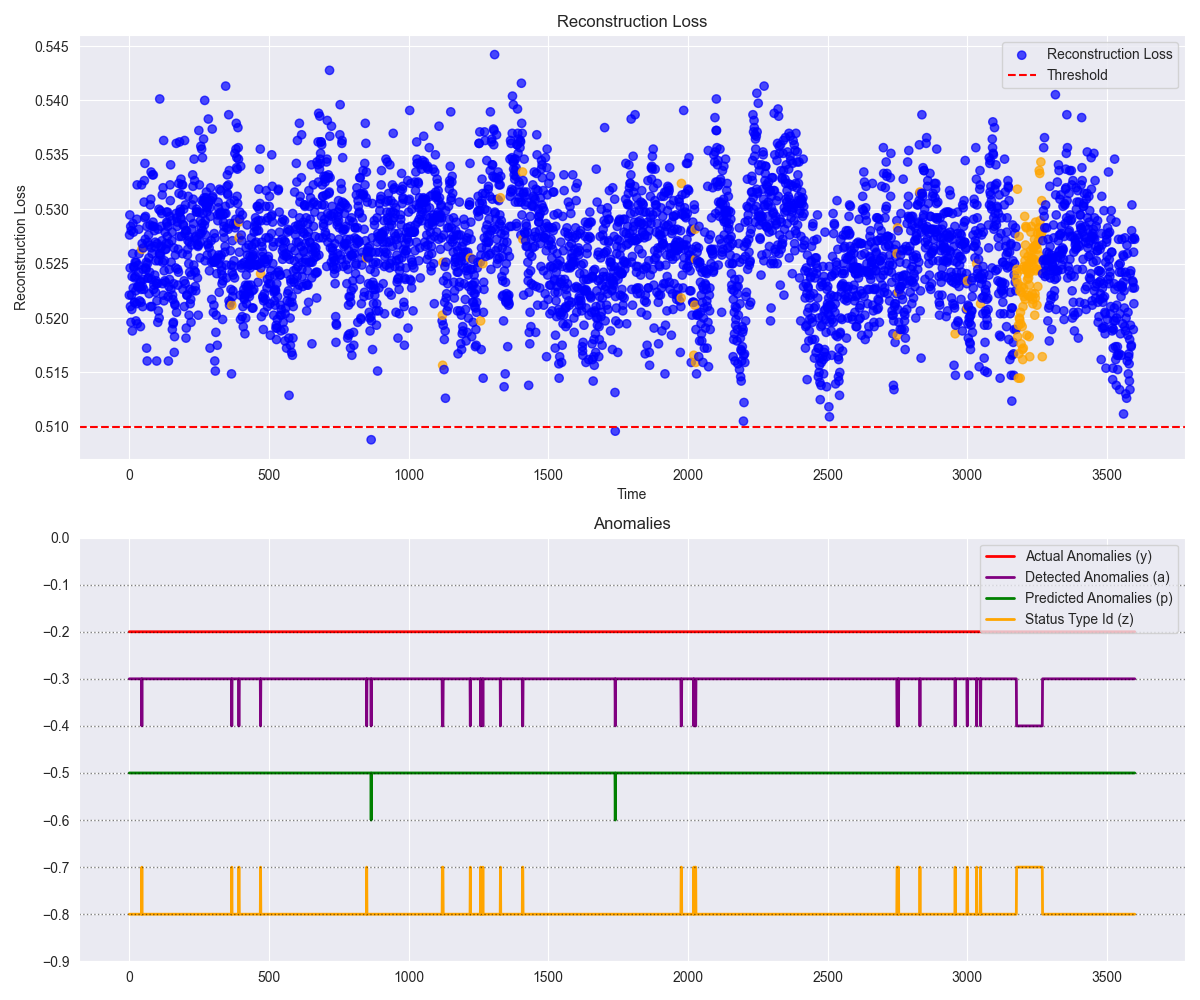 Reconstruction Loss
Reconstruction Loss
Threshold
0.545
0.540
0.535
0.530
0.525
0.520
0.515
0.510
Reconstruction Loss
0 500 1000 1500 2000 2500 3000 3500
Time
Anomalies
Actual Anomalies (y)
Detected Anomalies (a)
Predicted Anomalies (p)
Status Type Id (z)
0.0
−0.1
−0.2
−0.3
−0.4
−0.5
−0.6
−0.7
−0.8
−0.9
0 500 1000 1500 2000 2500 3000 3500